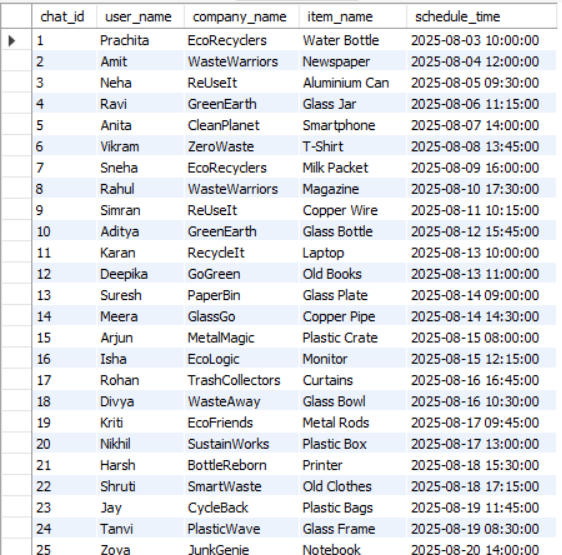 chat_id user_name company_name item_name schedule_time
1 Prachita EcoRecyclers Water Bottle 2025-08-03 10:00:00
2 Amit WasteWarriors Newspaper 2025-08-04 12:00:00
3 Neha ReUseIt Aluminium Can 2025-08-05 09:30:00
4 Ravi GreenEarth Glass Jar 2025-08-06 11:15:00
5 Anita CleanPlanet Smartphone 2025-08-07 14:00:00
6 Vikram ZeroWaste T-Shirt 2025-08-08 13:45:00
7 Sneha EcoRecyclers Milk Packet 2025-08-09 16:00:00
8 Rahul WasteWarriors Magazine 2025-08-10 17:30:00
9 Simran ReUseIt Copper Wire 2025-08-11 10:15:00
10 Aditya GreenEarth Glass Bottle 2025-08-12 15:45:00
11 Karan RecycleIt Laptop 2025-08-13 10:00:00
12 Deepika GoGreen Old Books 2025-08-13 11:00:00
13 Suresh PaperBin Glass Plate 2025-08-14 09:00:00
14 Meera GlassGo Copper Pipe 2025-08-14 14:30:00
15 Arjun MetalMagic Plastic Crate 2025-08-15 08:00:00
16 Isha EcoLogic Monitor 2025-08-15 12:15:00
17 Rohan TrashCollectors Curtains 2025-08-16 16:45:00
18 Divya WasteAway Glass Bowl 2025-08-16 10:30:00
19 Kriti EcoFriends Metal Rods 2025-08-17 09:45:00
20 Nikhil SustainWorks Plastic Box 2025-08-17 13:00:00
21 Harsh BottleReborn Printer 2025-08-18 15:30:00
22 Shruti SmartWaste Old Clothes 2025-08-18 17:15:00
23 Jay CycleBack Plastic Bags 2025-08-19 11:45:00
24 Tanvi PlasticWave Glass Frame 2025-08-19 08:30:00
25 Zoya JunkGenie Notebook 2025-08-20 14:00:00